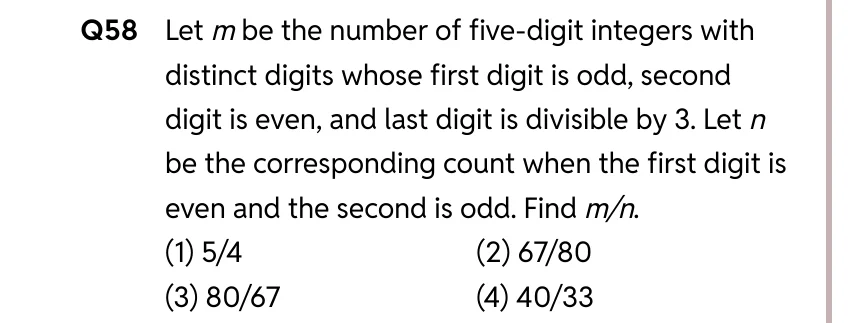 Q58 Let m be the number of five-digit integers with
distinct digits whose first digit is odd, second
digit is even, and last digit is divisible by 3. Let n
be the corresponding count when the first digit is
even and the second is odd. Find m/n.
(1) 5/4 (2) 67/80
(3) 80/67 (4) 40/33